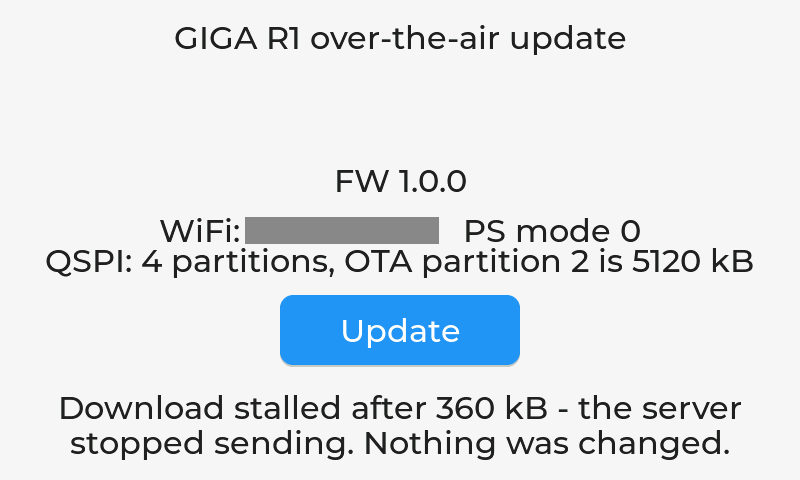 GIGA R1 over-the-air update
FW 1.0.0
WiFi: PS mode 0
QSPI: 4 partitions, OTA partition 2 is 5120 kB
Update
Download stalled after 360 kB - the server
stopped sending. Nothing was changed.